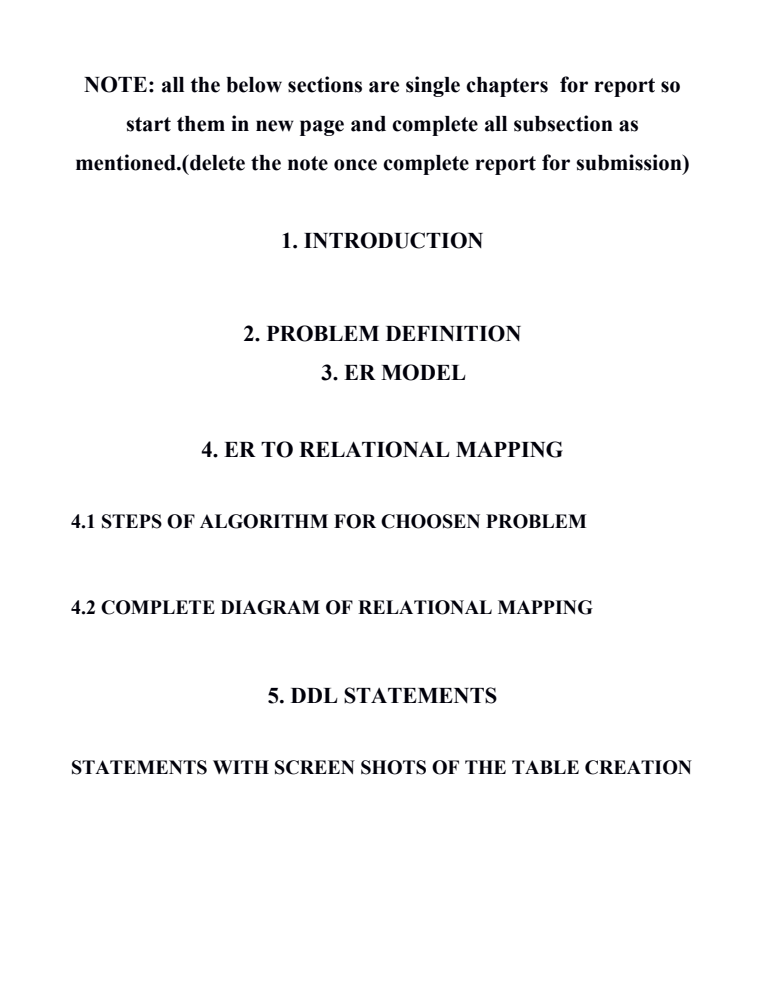 NOTE: all the below sections are single chapters  for report so
start them in new page and complete all subsection as
mentioned.(delete the note once complete report for submission)
1. INTRODUCTION
2. PROBLEM DEFINITION
3. ER MODEL
4. ER TO RELATIONAL MAPPING
4.1 STEPS OF ALGORITHM FOR CHOOSEN PROBLEM
4.2 COMPLETE DIAGRAM OF RELATIONAL MAPPING
5. DDL STATEMENTS
STATEMENTS WITH SCREEN SHOTS OF THE TABLE CREATION